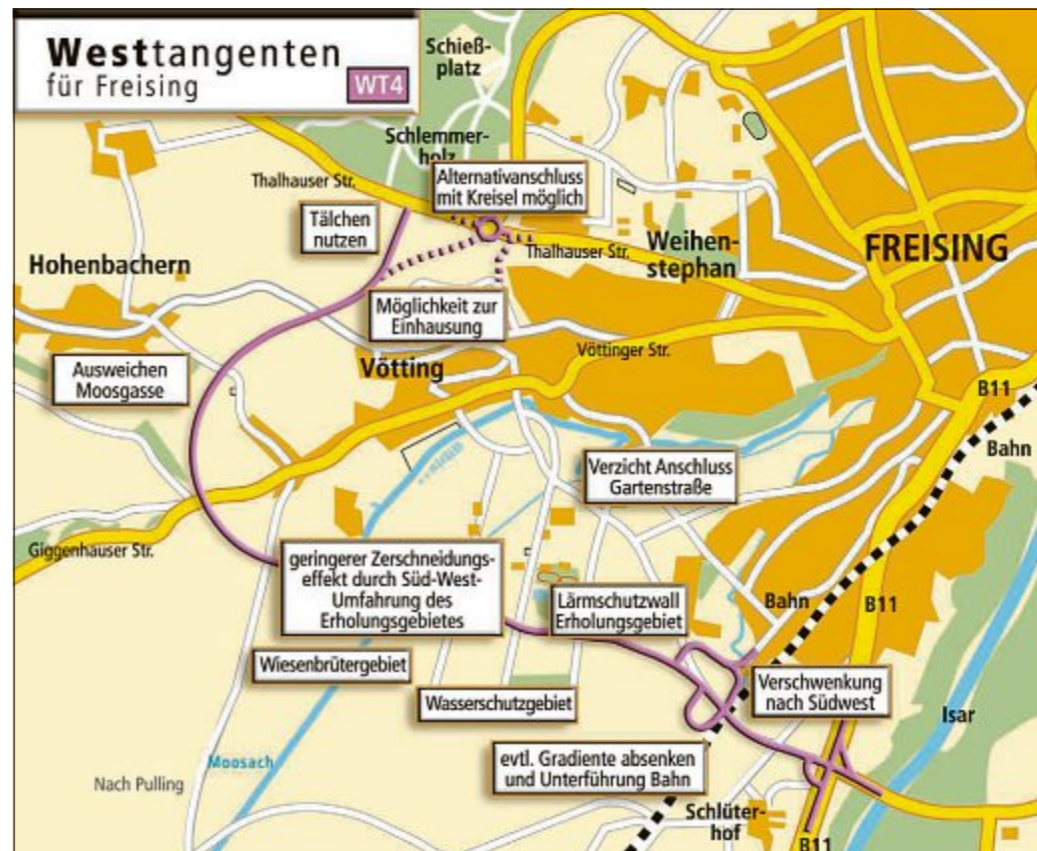 Westtangenten
für Freising
WT4
Schieß-
platz
Schlemmer-
holz
Thalhauser Str.
Alternativanschluss
mit Kreisel möglich
Tälchen
nutzen
Thalhauser Str.
Weihen-
stephan
FREISING
Hohenbachern
Möglichkeit zur
Einhausung
Vöttinger Str.
Ausweichen
Moosgasse
Vötting
B11
Bahn
Verzicht Anschluss
Gartenstraße
Giggenhauser Str.
geringerer Zerschneidungs-
effekt durch Süd-West-
Umfahrung des
Erholungsgebietes
Lärmschutzwall
Erholungsgebiet
Bahn
B11
Wiesenbrütergebiet
Wasserschutzgebiet
Verschwenkung
nach Südwest
Isar
Moosach
evtl. Gradiente absenken
und Unterführung Bahn
Nach Pulling
Schlüter-
hof
B11